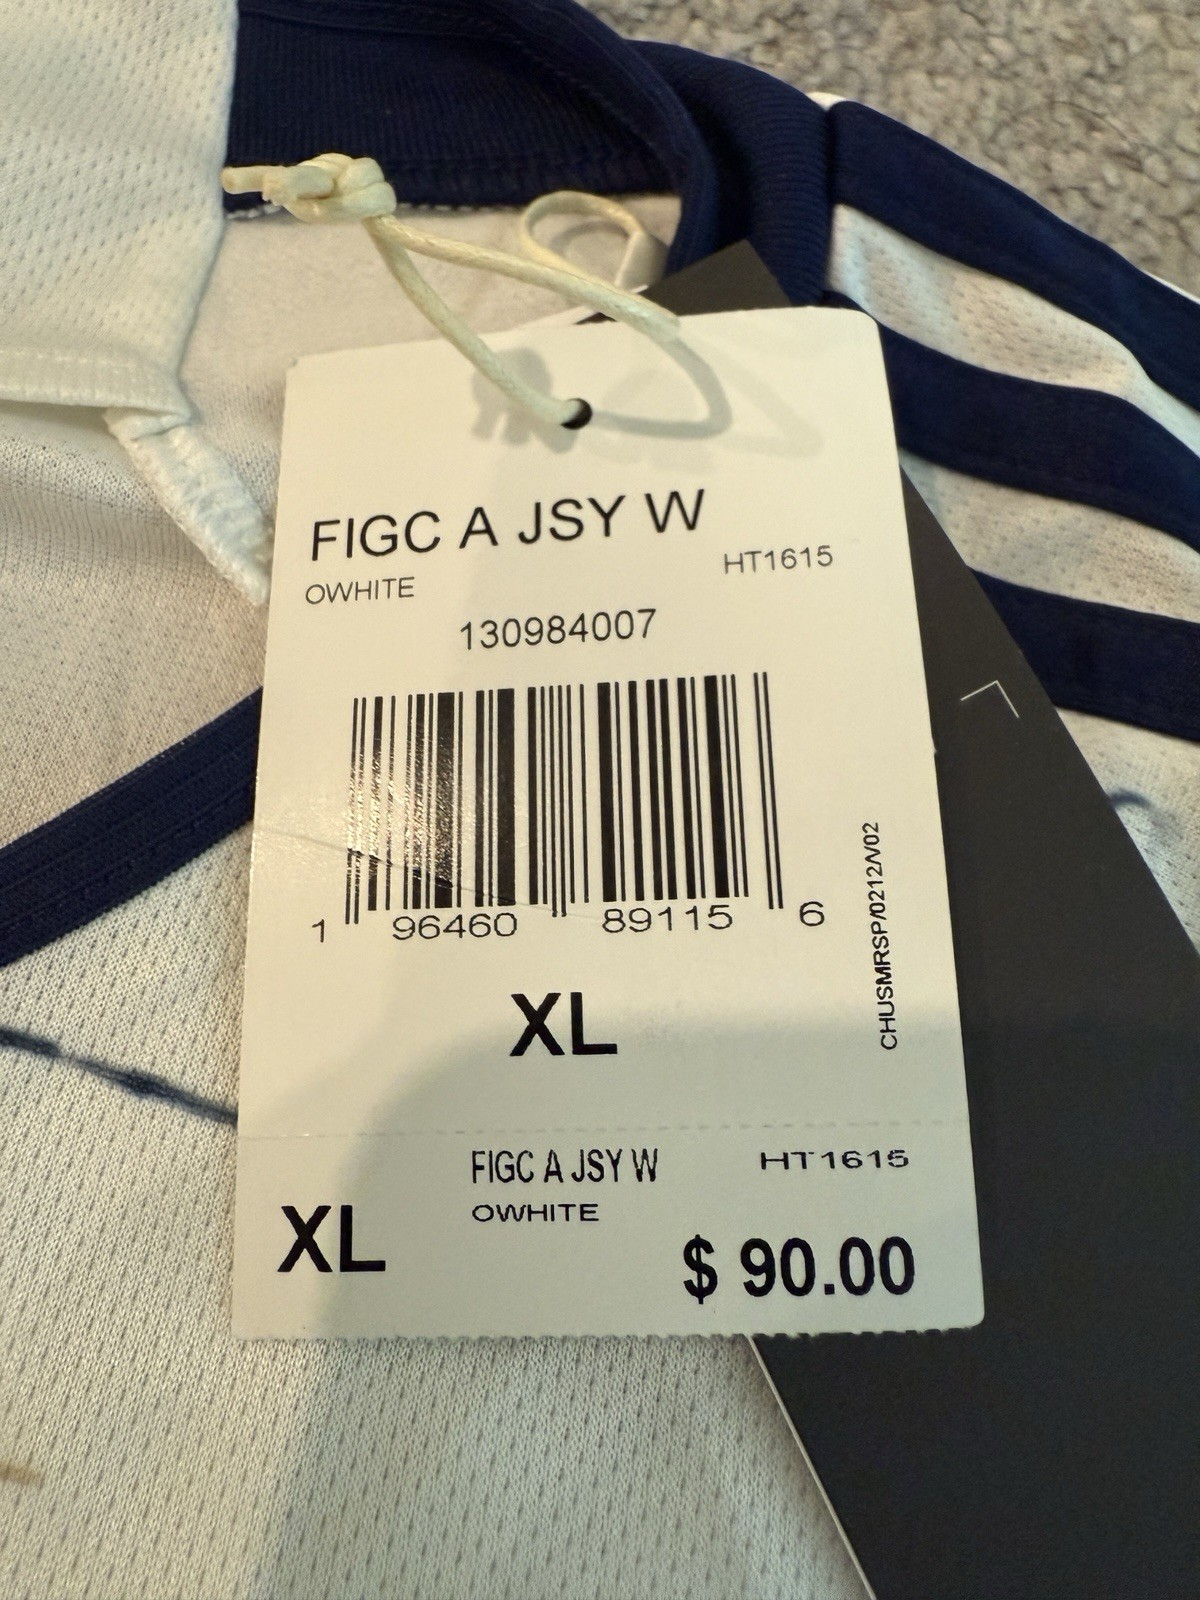 FIGC A JSY W
OWHITE HT1615
130984007
1 96460 89115 6
CHUSMRSP/0212/V02
XL
FIGC A JSY W HT1615
OWHITE
XL
$ 90.00